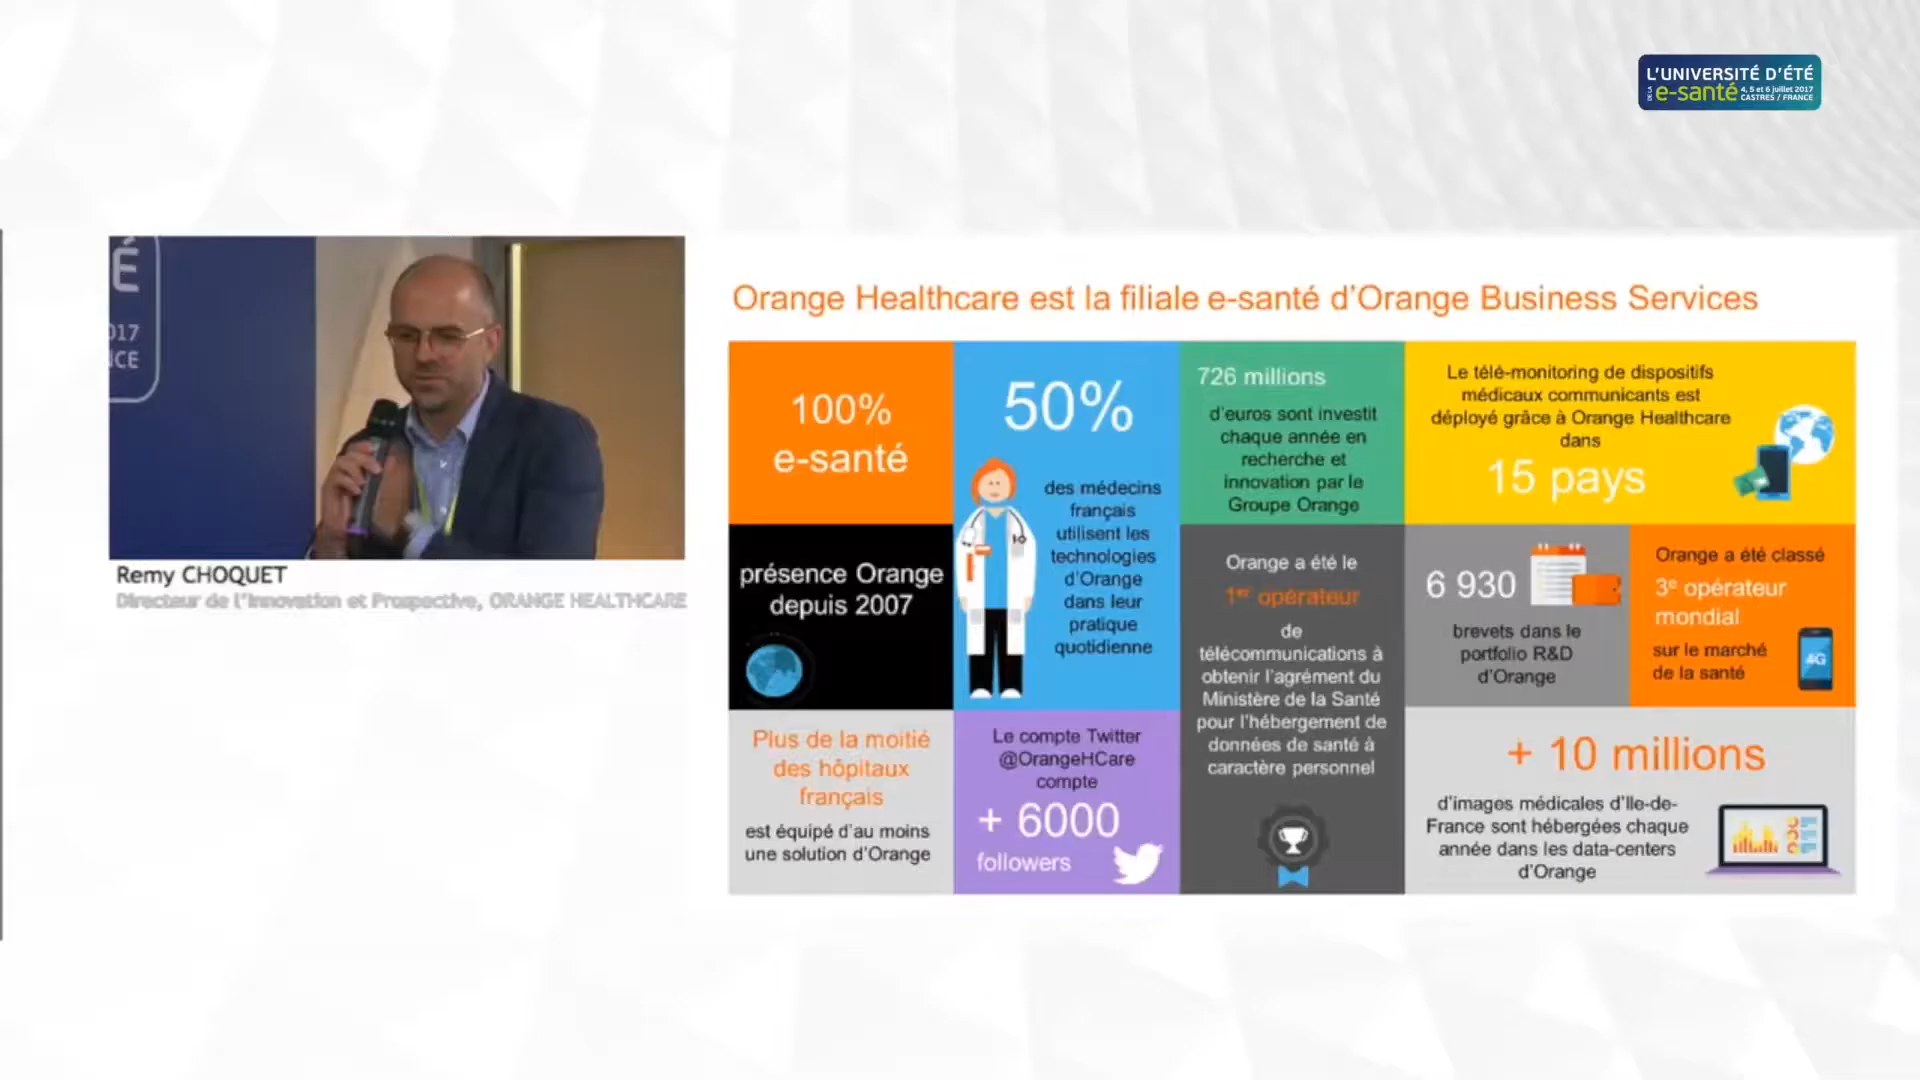 L'UNIVERSITÉ D'ÉTÉ
DE LA e-santé 4, 5 et 6 juillet 2017
CASTRES / FRANCE
É
017
NCE
Remy CHOQUET
Directeur de l'Innovation et Prospective, ORANGE HEALTHCARE
Orange Healthcare est la filiale e-santé d'Orange Business Services
100%
e-santé
présence Orange
depuis 2007
Plus de la moitié
des hôpitaux
français
est équipé d'au moins
une solution d'Orange
50%
des médecins
français
utilisent les
technologies
d'Orange
dans leur
pratique
quotidienne
Le compte Twitter
@OrangeHCare
compte
+ 6000
followers
726 millions
d'euros sont investit
chaque année en
recherche et
innovation par le
Groupe Orange
Orange a été le
1er opérateur
de
télécommunications à
obtenir l'agrément du
Ministère de la Santé
pour l'hébergement de
données de santé à
caractère personnel
Le télé-monitoring de dispositifs
médicaux communicants est
déployé grâce à Orange Healthcare
dans
15 pays
6 930
brevets dans le
portfolio R&D
d'Orange
Orange a été classé
3e opérateur
mondial
sur le marché
de la santé
4G
+ 10 millions
d'images médicales d'Ile-de-
France sont hébergées chaque
année dans les data-centers
d'Orange